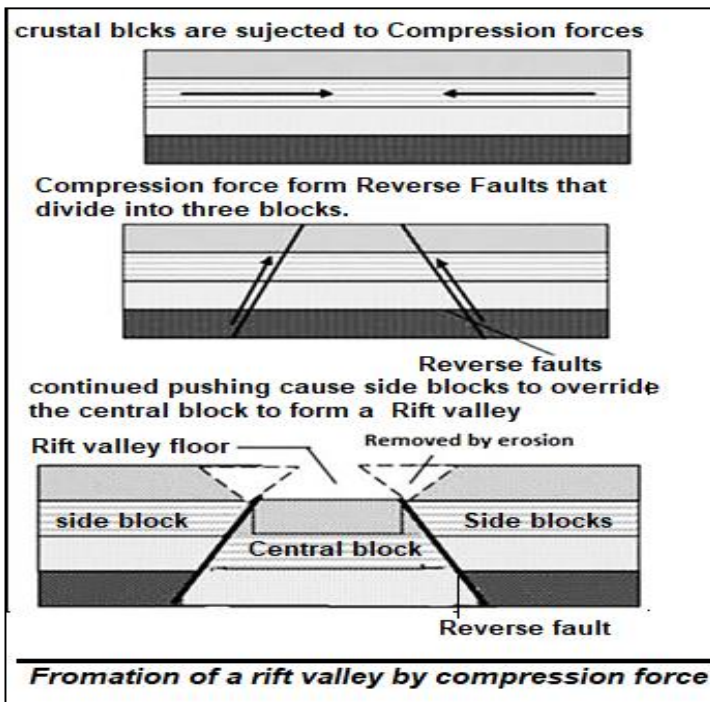 crustal blcks are sujected to Compression forces
Compression force form Reverse Faults that
divide into three blocks.
Reverse faults
continued pushing cause side blocks to override
the central block to form a Rift valley
Rift valley floor
Removed by erosion
side block
Side blocks
Central block
Reverse fault
Fromation of a rift valley by compression force